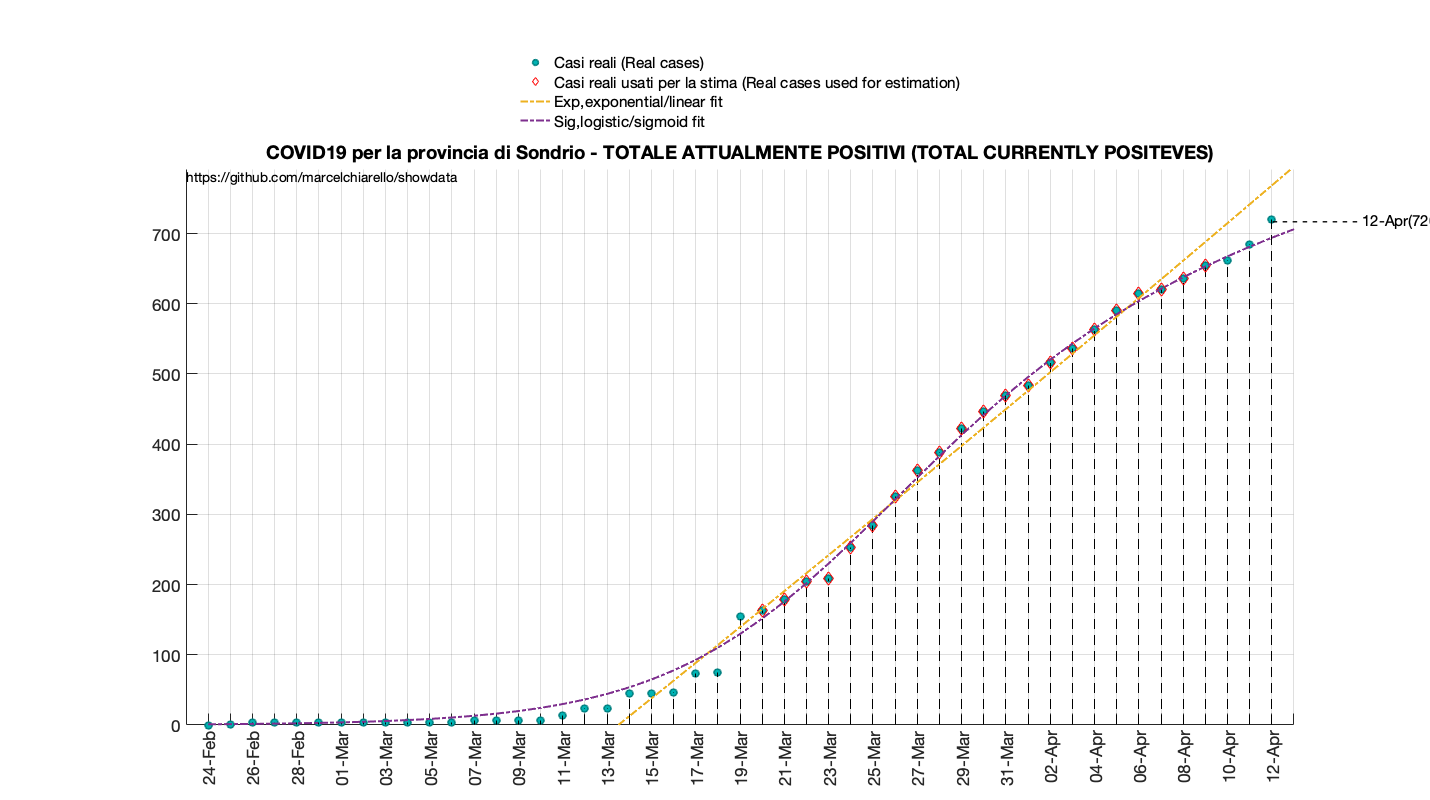 Casi reali (Real cases)
Casi reali usati per la stima (Real cases used for estimation)
Exp,exponential/linear fit
Sig,logistic/sigmoid fit
COVID19 per la provincia di Sondrio - TOTALE ATTUALMENTE POSITIVI (TOTAL CURRENTLY POSITEVES)
https://github.com/marcelchiarello/showdata
12-Apr(720
700
600
500
400
300
200
100
0
24-Feb
26-Feb
28-Feb
01-Mar
03-Mar
05-Mar
07-Mar
09-Mar
11-Mar
13-Mar
15-Mar
17-Mar
19-Mar
21-Mar
23-Mar
25-Mar
27-Mar
29-Mar
31-Mar
02-Apr
04-Apr
06-Apr
08-Apr
10-Apr
12-Apr